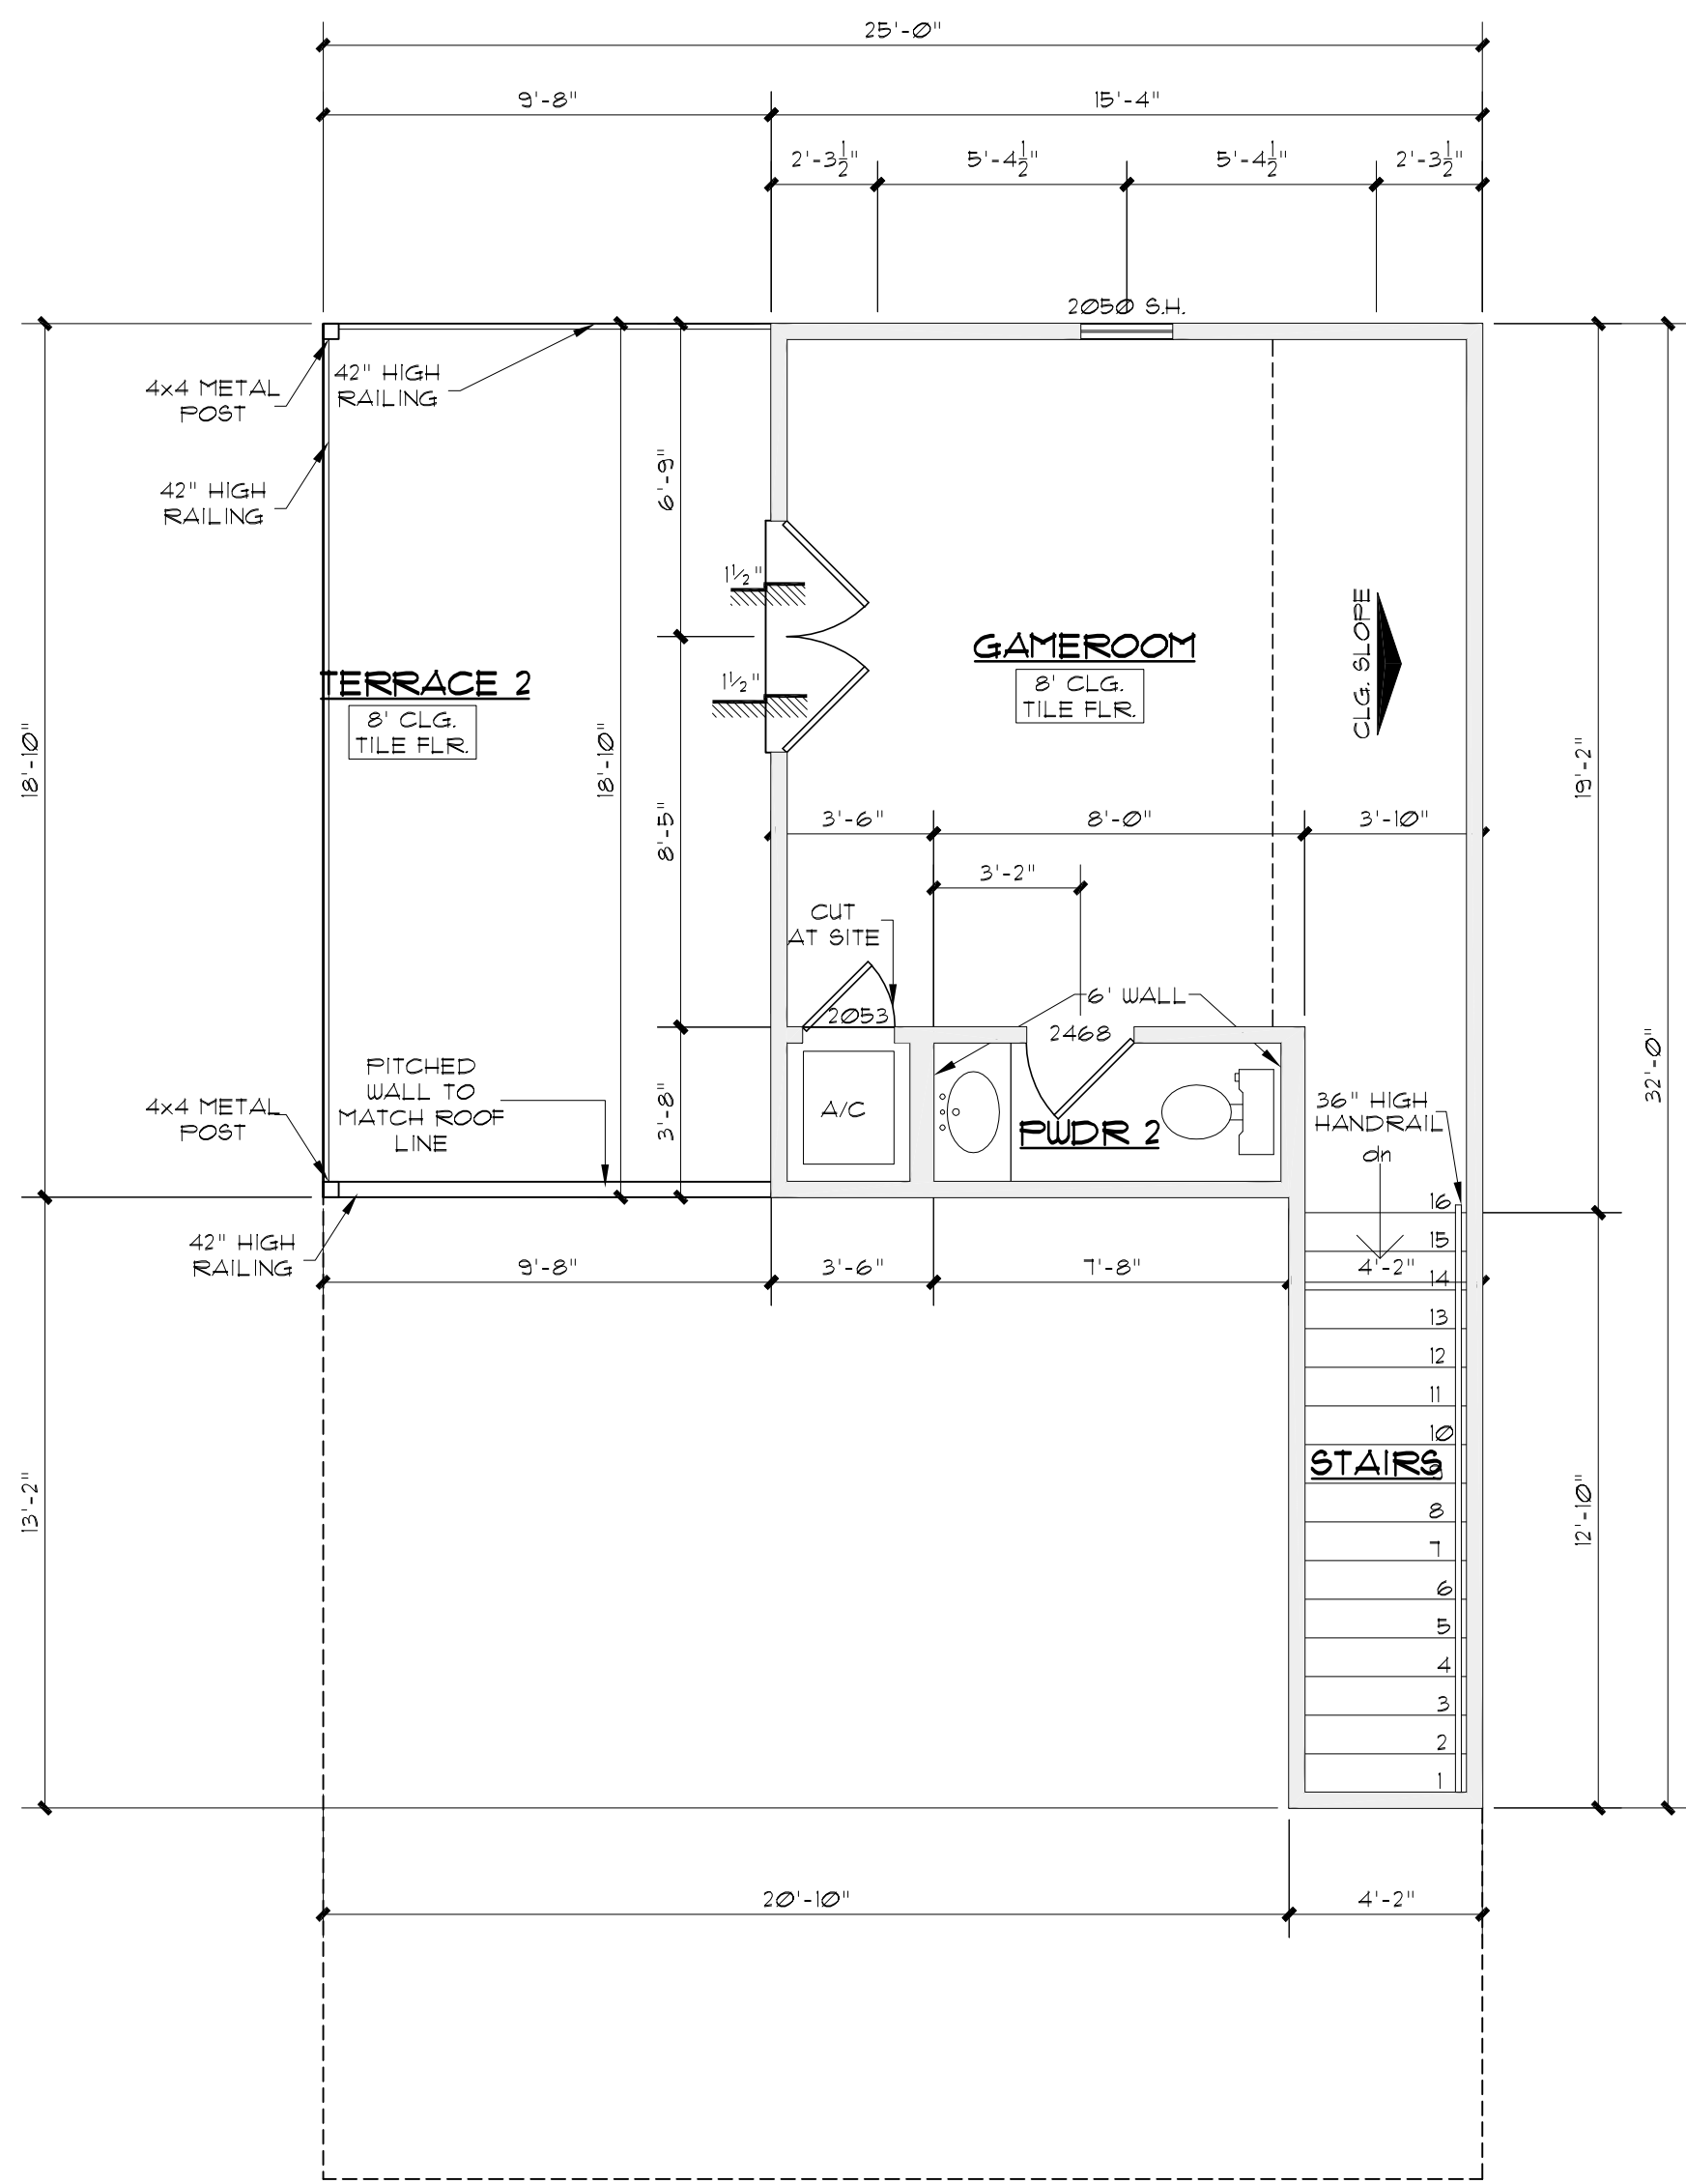 25'-0"
9'-8"
15'-4"
2'-3 1/2"
5'-4 1/2"
5'-4 1/2"
2'-3 1/2"
2050 S.H.
4x4 METAL
POST
42" HIGH
RAILING
42" HIGH
RAILING
6'-9"
1 1/2"
1 1/2"
TERRACE 2
8' CLG.
TILE FLR.
GAMEROOM
8' CLG.
TILE FLR.
CLG. SLOPE
18'-10"
18'-10"
19'-2"
8'-5"
3'-6"
8'-0"
3'-10"
3'-2"
CUT
AT SITE
6' WALL
2053
2468
32'-0"
PITCHED
WALL TO
MATCH ROOF
LINE
4x4 METAL
POST
3'-8"
A/C
PWDR 2
36" HIGH
HANDRAIL
dn
42" HIGH
RAILING
9'-8"
3'-6"
7'-8"
4'-2"
16
15
14
13
12
11
10
STAIRS
9
8
7
6
5
4
3
2
1
13'-2"
12'-10"
20'-10"
4'-2"